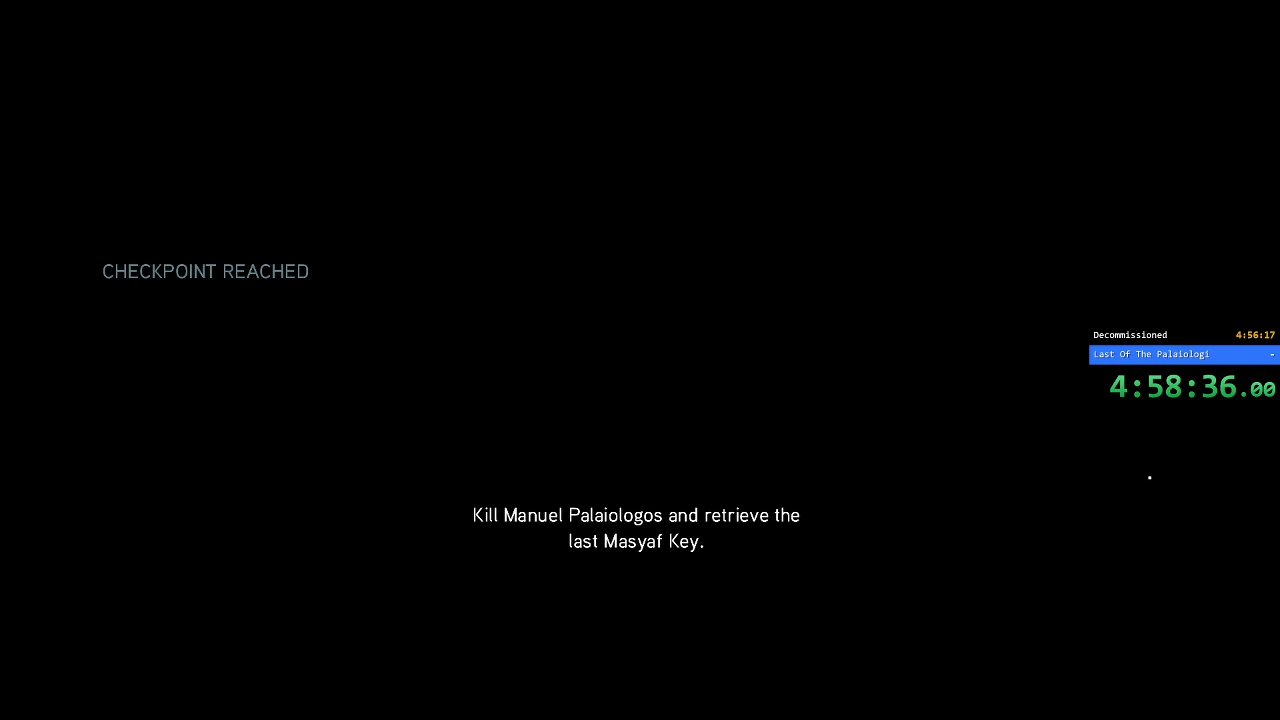 CHECKPOINT REACHED
Decommissioned 4:56:17
Last Of The Palaiologi -
4:58:36.00
Kill Manuel Palaiologos and retrieve the
last Masyaf Key.